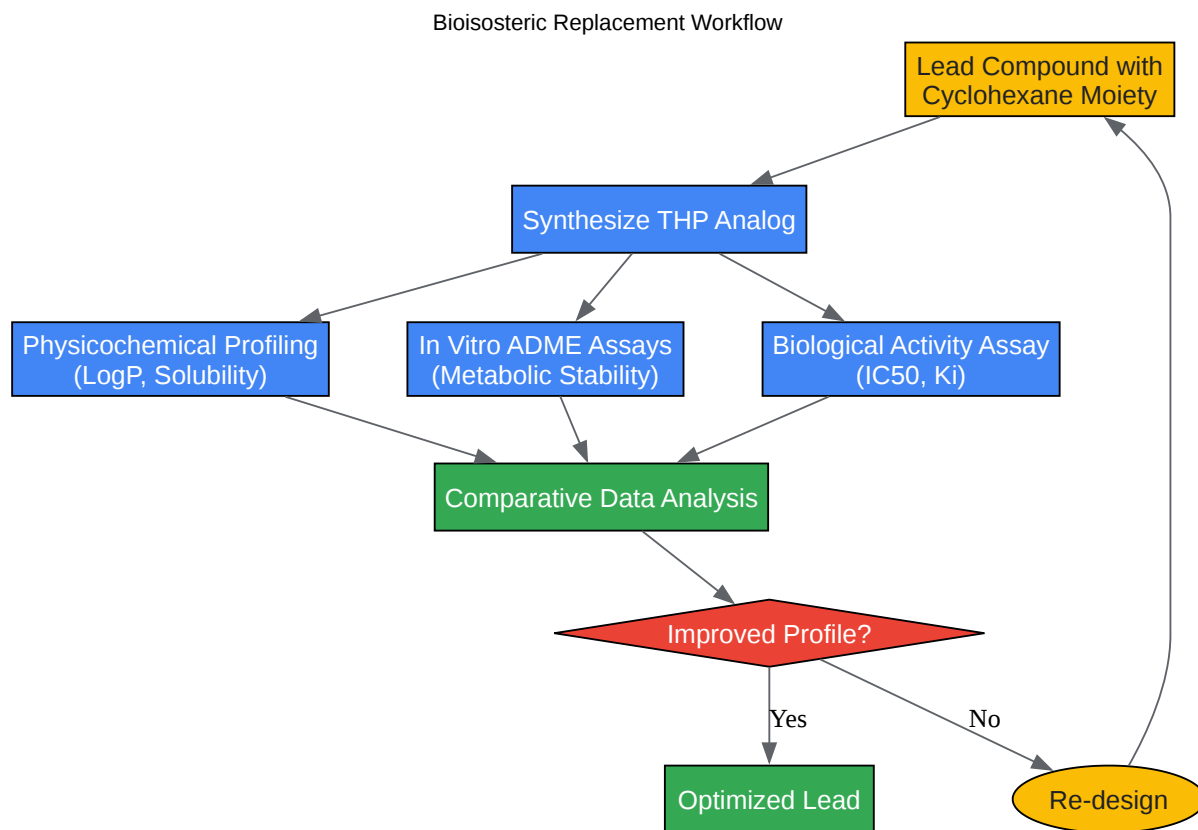 Bioisosteric Replacement Workflow
Lead Compound with
Cyclohexane Moiety
Synthesize THP Analog
Physicochemical Profiling
(LogP, Solubility)
In Vitro ADME Assays
(Metabolic Stability)
Biological Activity Assay
(IC50, Ki)
Comparative Data Analysis
Improved Profile?
Yes
No
Optimized Lead
Re-design